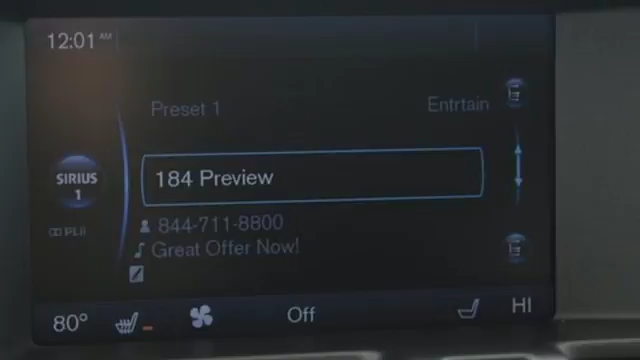 12:01 AM
Preset 1
Entrtain
SIRIUS
1
184 Preview
844-711-8800
Great Offer Now!
PLII
80°
Off
HI